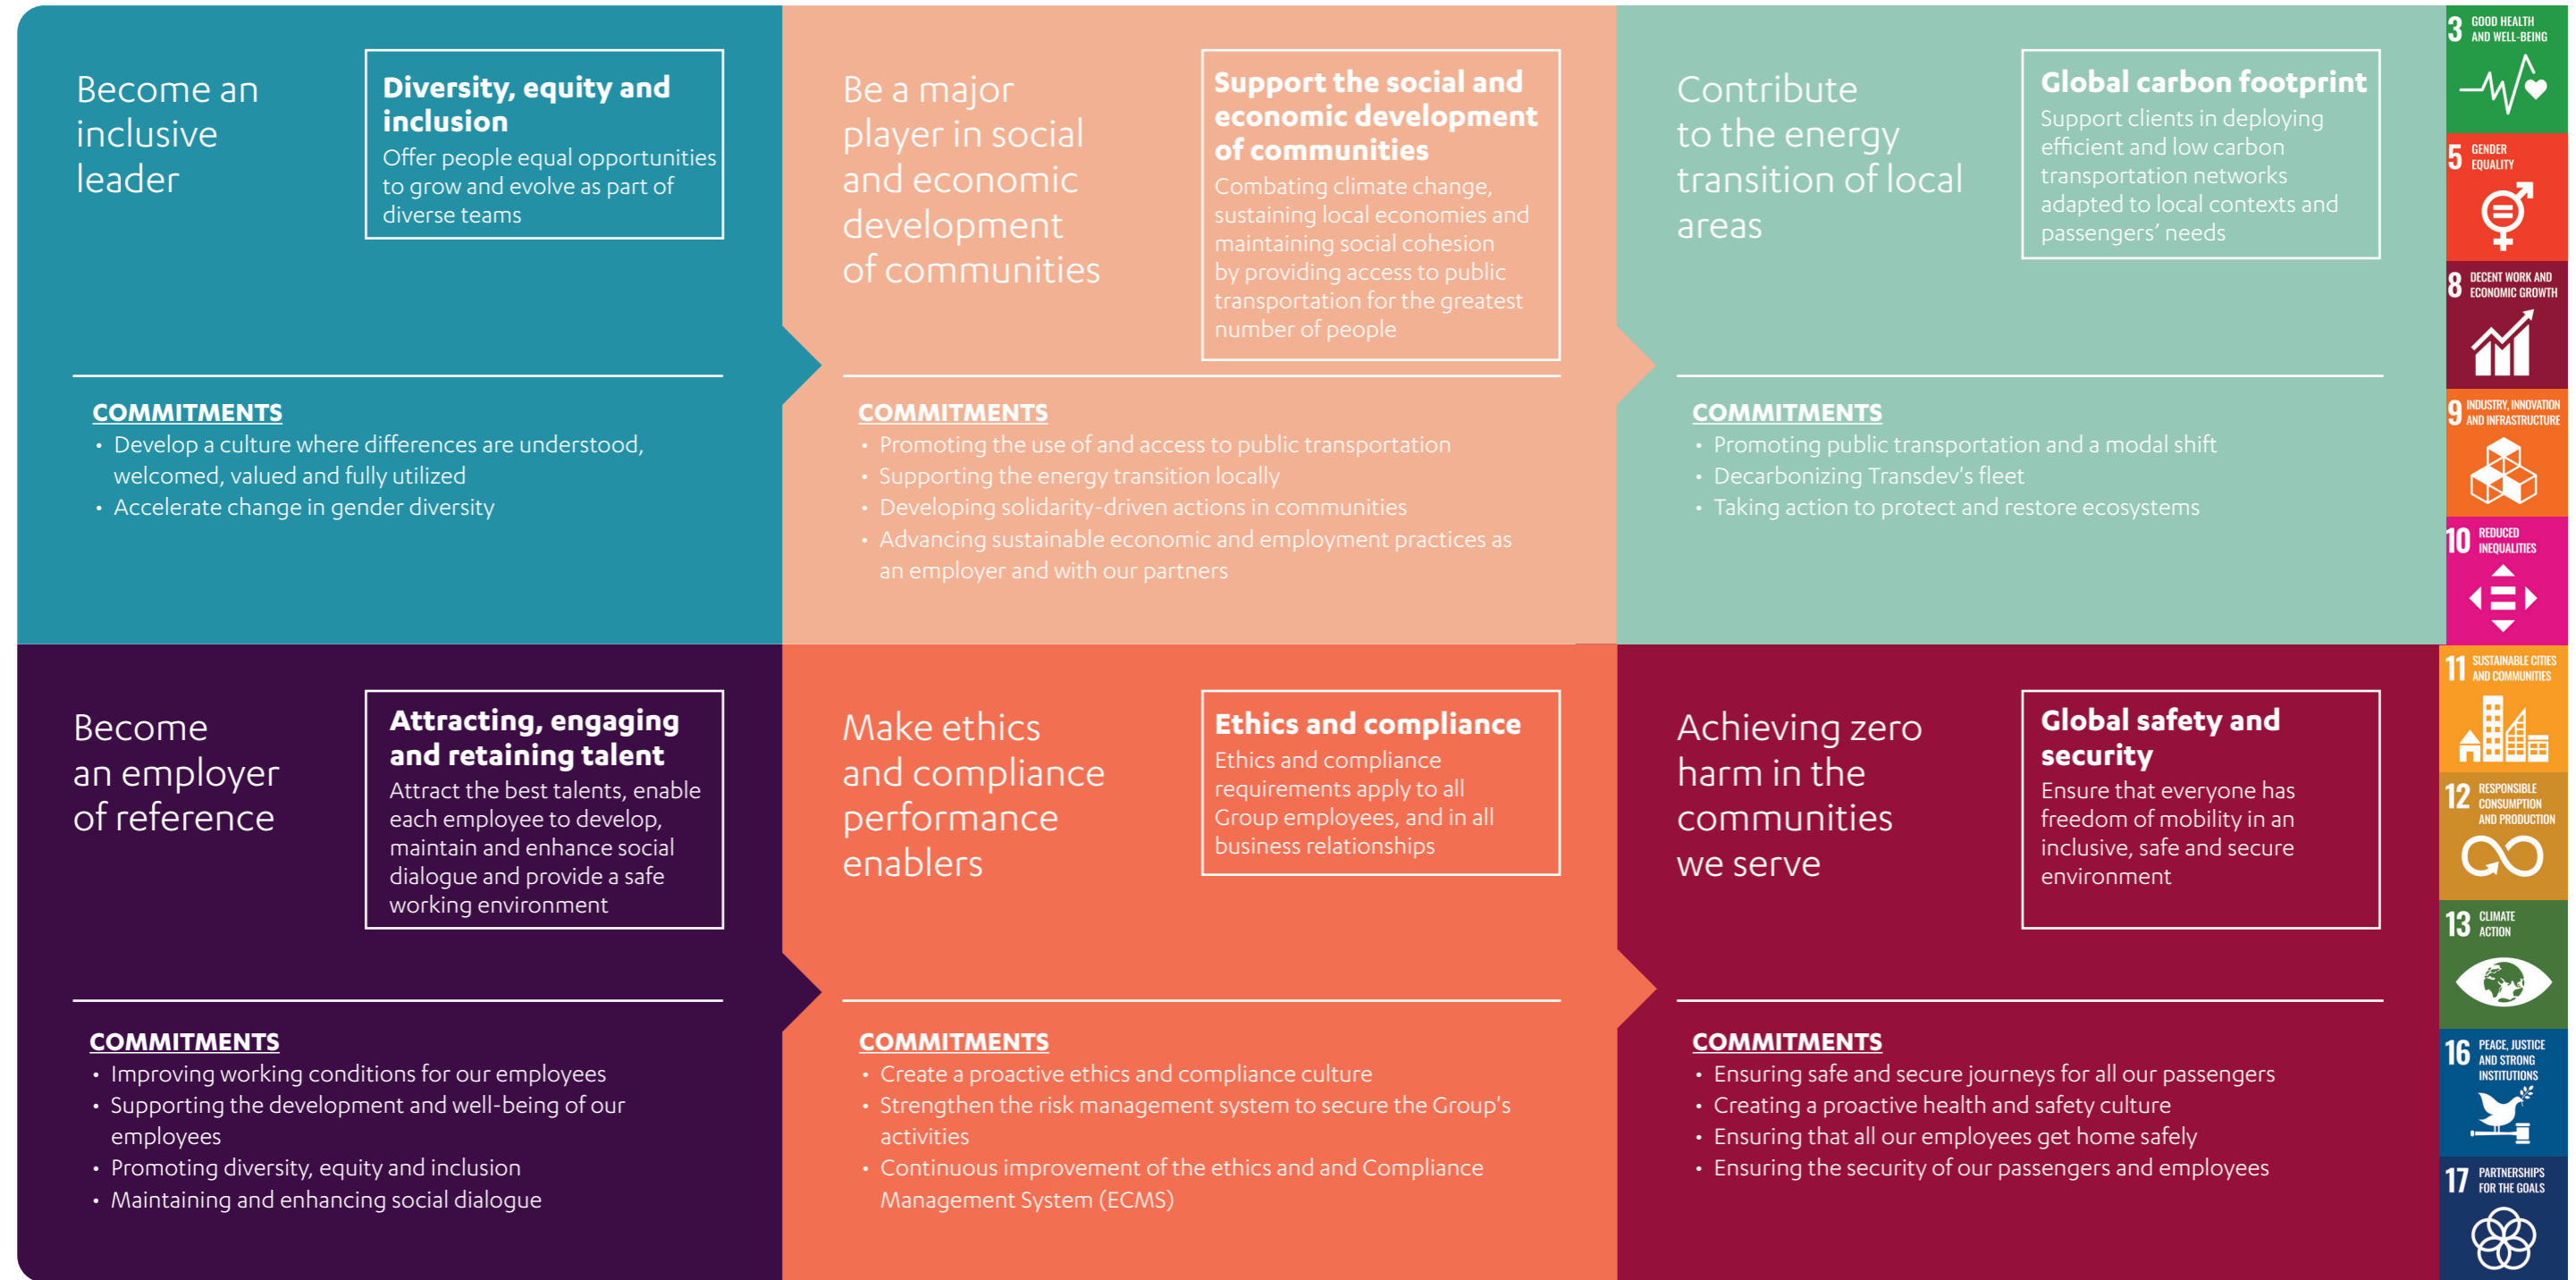 Become an
inclusive
leader
Diversity, equity and
inclusion
Offer people equal opportunities
to grow and evolve as part of
diverse teams
COMMITMENTS
• Develop a culture where differences are understood,
welcomed, valued and fully utilized
• Accelerate change in gender diversity
Be a major
player in social
and economic
development
of communities
Support the social and
economic development
of communities
Combating climate change,
sustaining local economies and
maintaining social cohesion
by providing access to public
transportation for the greatest
number of people
COMMITMENTS
• Promoting the use of and access to public transportation
• Supporting the energy transition locally
• Developing solidarity-driven actions in communities
• Advancing sustainable economic and employment practices as
an employer and with our partners
Contribute
to the energy
transition of local
areas
Global carbon footprint
Support clients in deploying
efficient and low carbon
transportation networks
adapted to local contexts and
passengers' needs
COMMITMENTS
• Promoting public transportation and a modal shift
• Decarbonizing Transdev's fleet
• Taking action to protect and restore ecosystems
Become
an employer
of reference
Attracting, engaging
and retaining talent
Attract the best talents, enable
each employee to develop,
maintain and enhance social
dialogue and provide a safe
working environment
COMMITMENTS
• Improving working conditions for our employees
• Supporting the development and well-being of our
employees
• Promoting diversity, equity and inclusion
• Maintaining and enhancing social dialogue
Make ethics
and compliance
performance
enablers
Ethics and compliance
Ethics and compliance
requirements apply to all
Group employees, and in all
business relationships
COMMITMENTS
• Create a proactive ethics and compliance culture
• Strengthen the risk management system to secure the Group's
activities
• Continuous improvement of the ethics and and Compliance
Management System (ECMS)
Achieving zero
harm in the
communities
we serve
Global safety and
security
Ensure that everyone has
freedom of mobility in an
inclusive, safe and secure
environment
COMMITMENTS
• Ensuring safe and secure journeys for all our passengers
• Creating a proactive health and safety culture
• Ensuring that all our employees get home safely
• Ensuring the security of our passengers and employees
3 GOOD HEALTH
AND WELL-BEING
5 GENDER
EQUALITY
8 DECENT WORK AND
ECONOMIC GROWTH
9 INDUSTRY, INNOVATION
AND INFRASTRUCTURE
10 REDUCED
INEQUALITIES
11 SUSTAINABLE CITIES
AND COMMUNITIES
12 RESPONSIBLE
CONSUMPTION
AND PRODUCTION
13 CLIMATE
ACTION
16 PEACE, JUSTICE
AND STRONG
INSTITUTIONS
17 PARTNERSHIPS
FOR THE GOALS